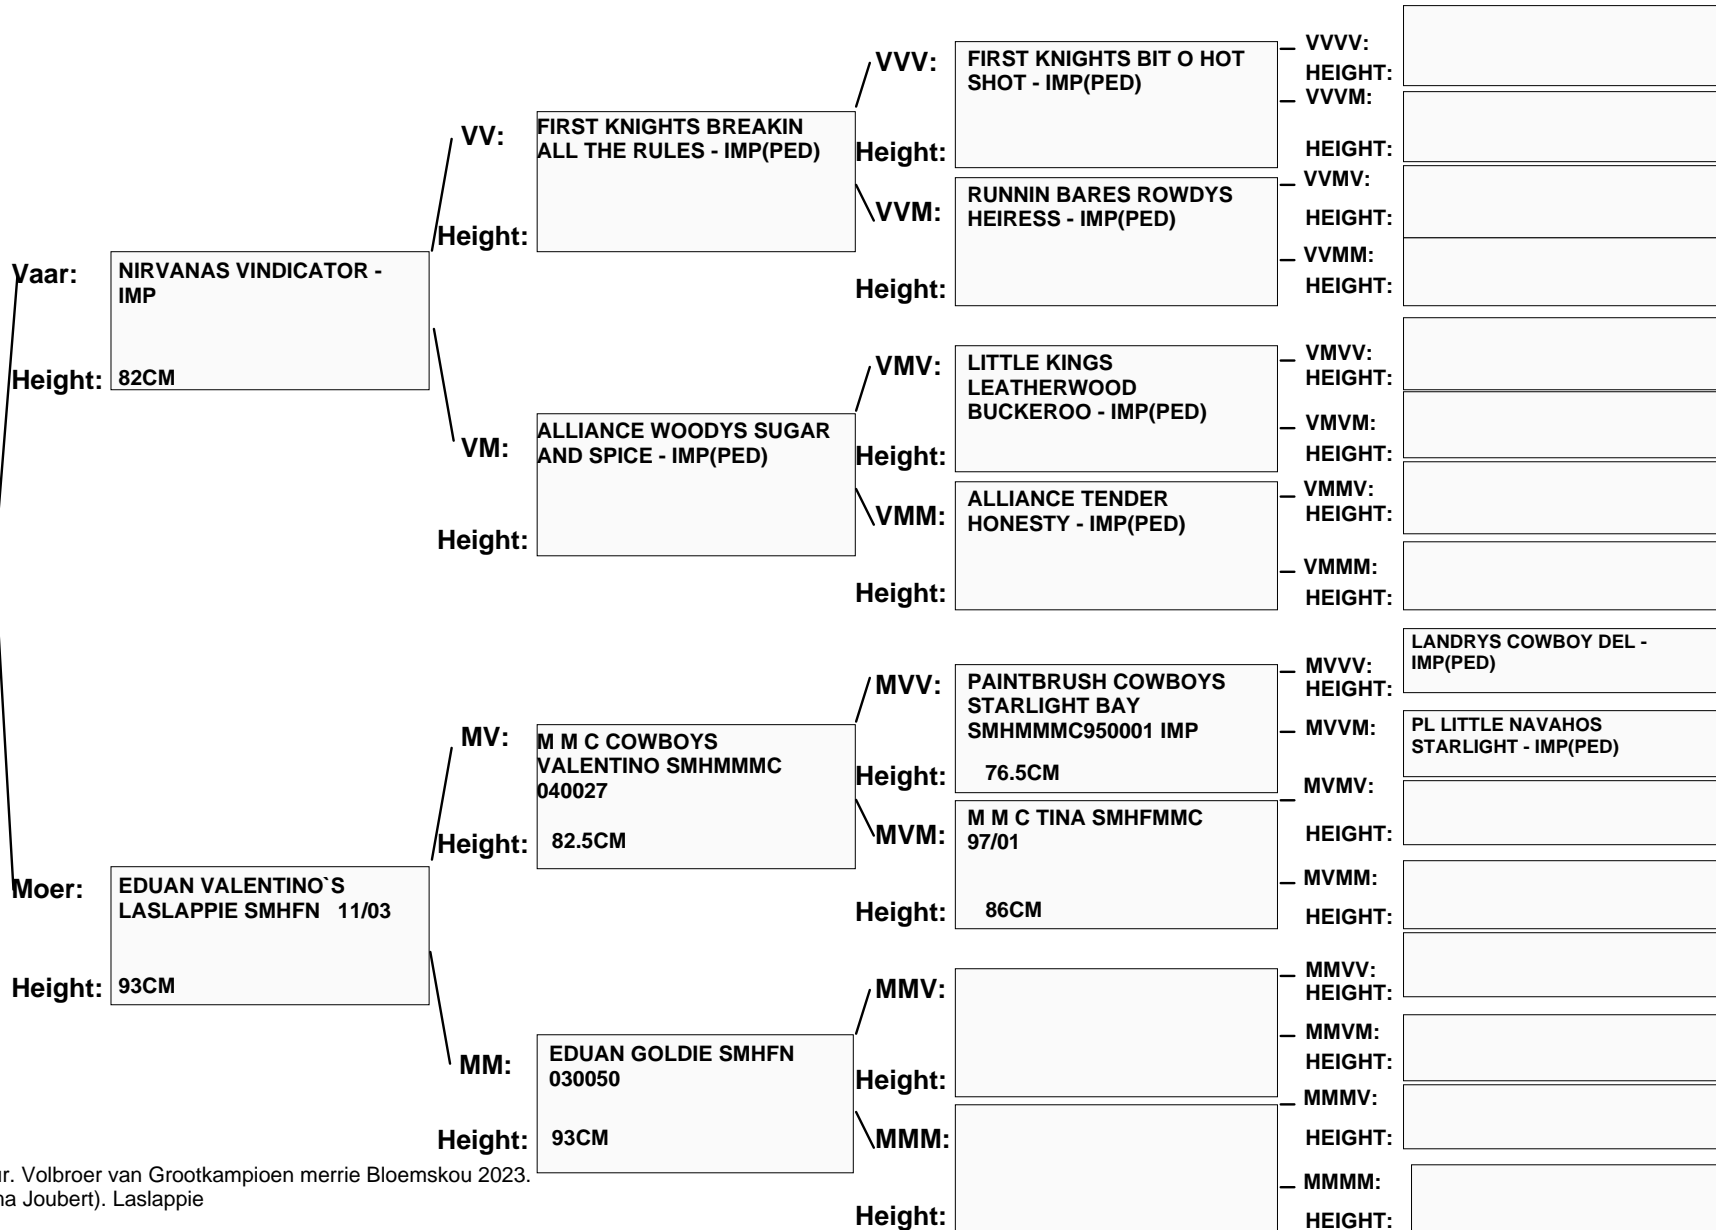 Vaar:
NIRVANAS VINDICATOR -
IMP
Height:
82CM
VV:
FIRST KNIGHTS BREAKIN
ALL THE RULES - IMP(PED)
Height:
VM:
ALLIANCE WOODYS SUGAR
AND SPICE - IMP(PED)
Height:
VVV:
FIRST KNIGHTS BIT O HOT
SHOT - IMP(PED)
Height:
VVM:
RUNNIN BARES ROWDYS
HEIRESS - IMP(PED)
Height:
VMV:
LITTLE KINGS
LEATHERWOOD
BUCKEROO - IMP(PED)
Height:
VMM:
ALLIANCE TENDER
HONESTY - IMP(PED)
Height:
VVVV:
HEIGHT:
VVVM:
HEIGHT:
VVMV:
HEIGHT:
VVMM:
HEIGHT:
VMVV:
HEIGHT:
VMVM:
HEIGHT:
VMMV:
HEIGHT:
VMMM:
HEIGHT:
Moer:
EDUAN VALENTINO`S
LASLAPPIE SMHFN 11/03
Height:
93CM
MV:
M M C COWBOYS
VALENTINO SMHMMMC
040027
Height:
82.5CM
MM:
EDUAN GOLDIE SMHFN
030050
Height:
93CM
MVV:
PAINTBRUSH COWBOYS
STARLIGHT BAY
SMHMMMC950001 IMP
Height:
76.5CM
MVM:
M M C TINA SMHFMMC
97/01
Height:
86CM
MMV:
Height:
MMM:
Height:
MVVV:
LANDRYS COWBOY DEL -
IMP(PED)
HEIGHT:
MVVM:
PL LITTLE NAVAHOS
STARLIGHT - IMP(PED)
MVMV:
HEIGHT:
MVMM:
HEIGHT:
MMVV:
HEIGHT:
MMVM:
HEIGHT:
MMMV:
HEIGHT:
MMMM:
HEIGHT:
Volbroer van Grootkampioen merrie Bloemskou 2023.
Joubert). Laslappie